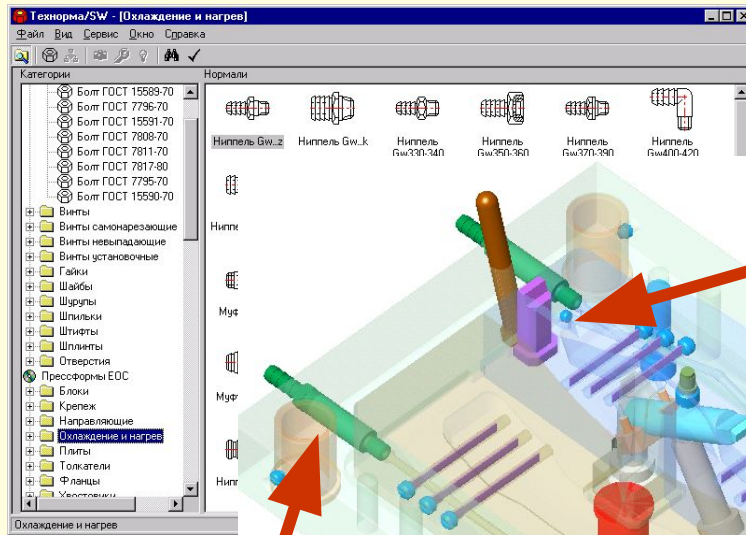 Технорма/SW - [Охлаждение и нагрев]
Файл Вид Сервис Окно Справка
Категории
Нормали
Болт ГОСТ 15589-70
Болт ГОСТ 7796-70
Болт ГОСТ 15591-70
Болт ГОСТ 7808-70
Болт ГОСТ 7811-70
Болт ГОСТ 7817-80
Болт ГОСТ 7795-70
Болт ГОСТ 15590-70
Винты
Винты самонарезающие
Винты невыпадающие
Винты установочные
Гайки
Шайбы
Шурупы
Шпильки
Штифты
Шплинты
Отверстия
Прессформы ЕОС
Блоки
Крепеж
Направляющие
Охлаждение и нагрев
Плиты
Толкатели
Фланцы
Хвостовики
Ниппель Gw...z
Ниппель Gw...k
Ниппель Gw330-340
Ниппель Gw350-360
Ниппель Gw370-390
Ниппель Gw400-420
Охлаждение и нагрев